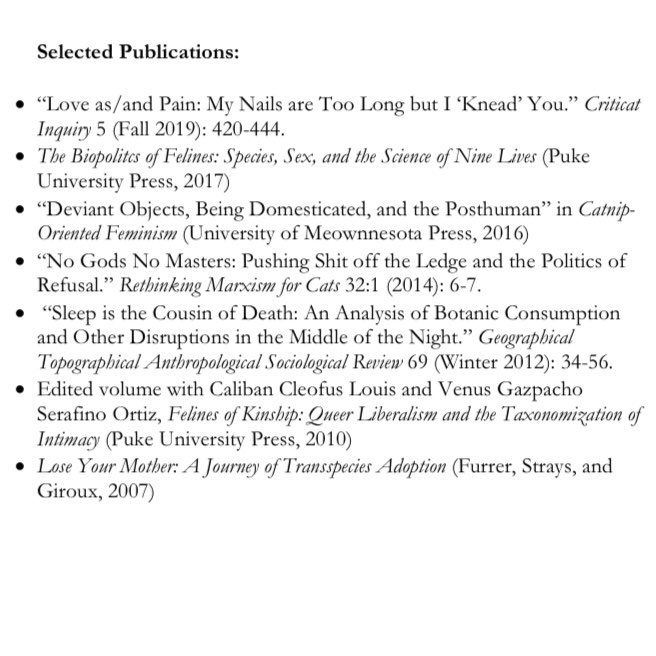 Selected Publications:
• “Love as/and Pain: My Nails are Too Long but I ‘Knead’ You.” Criticat
Inquiry 5 (Fall 2019): 420-444.
• The Biopolitcs of Felines: Species, Sex, and the Science of Nine Lives (Puke
University Press, 2017)
• “Deviant Objects, Being Domesticated, and the Posthuman” in Catnip-
Oriented Feminism (University of Meownnesota Press, 2016)
• “No Gods No Masters: Pushing Shit off the Ledge and the Politics of
Refusal.” Rethinking Marxism for Cats 32:1 (2014): 6-7.
• “Sleep is the Cousin of Death: An Analysis of Botanic Consumption
and Other Disruptions in the Middle of the Night.” Geographical
Topographical Anthropological Sociological Review 69 (Winter 2012): 34-56.
• Edited volume with Caliban Cleofus Louis and Venus Gazpacho
Serafino Ortiz, Felines of Kinship: Queer Liberalism and the Taxonomization of
Intimacy (Puke University Press, 2010)
• Lose Your Mother: A Journey of Transspecies Adoption (Furrer, Strays, and
Giroux, 2007)